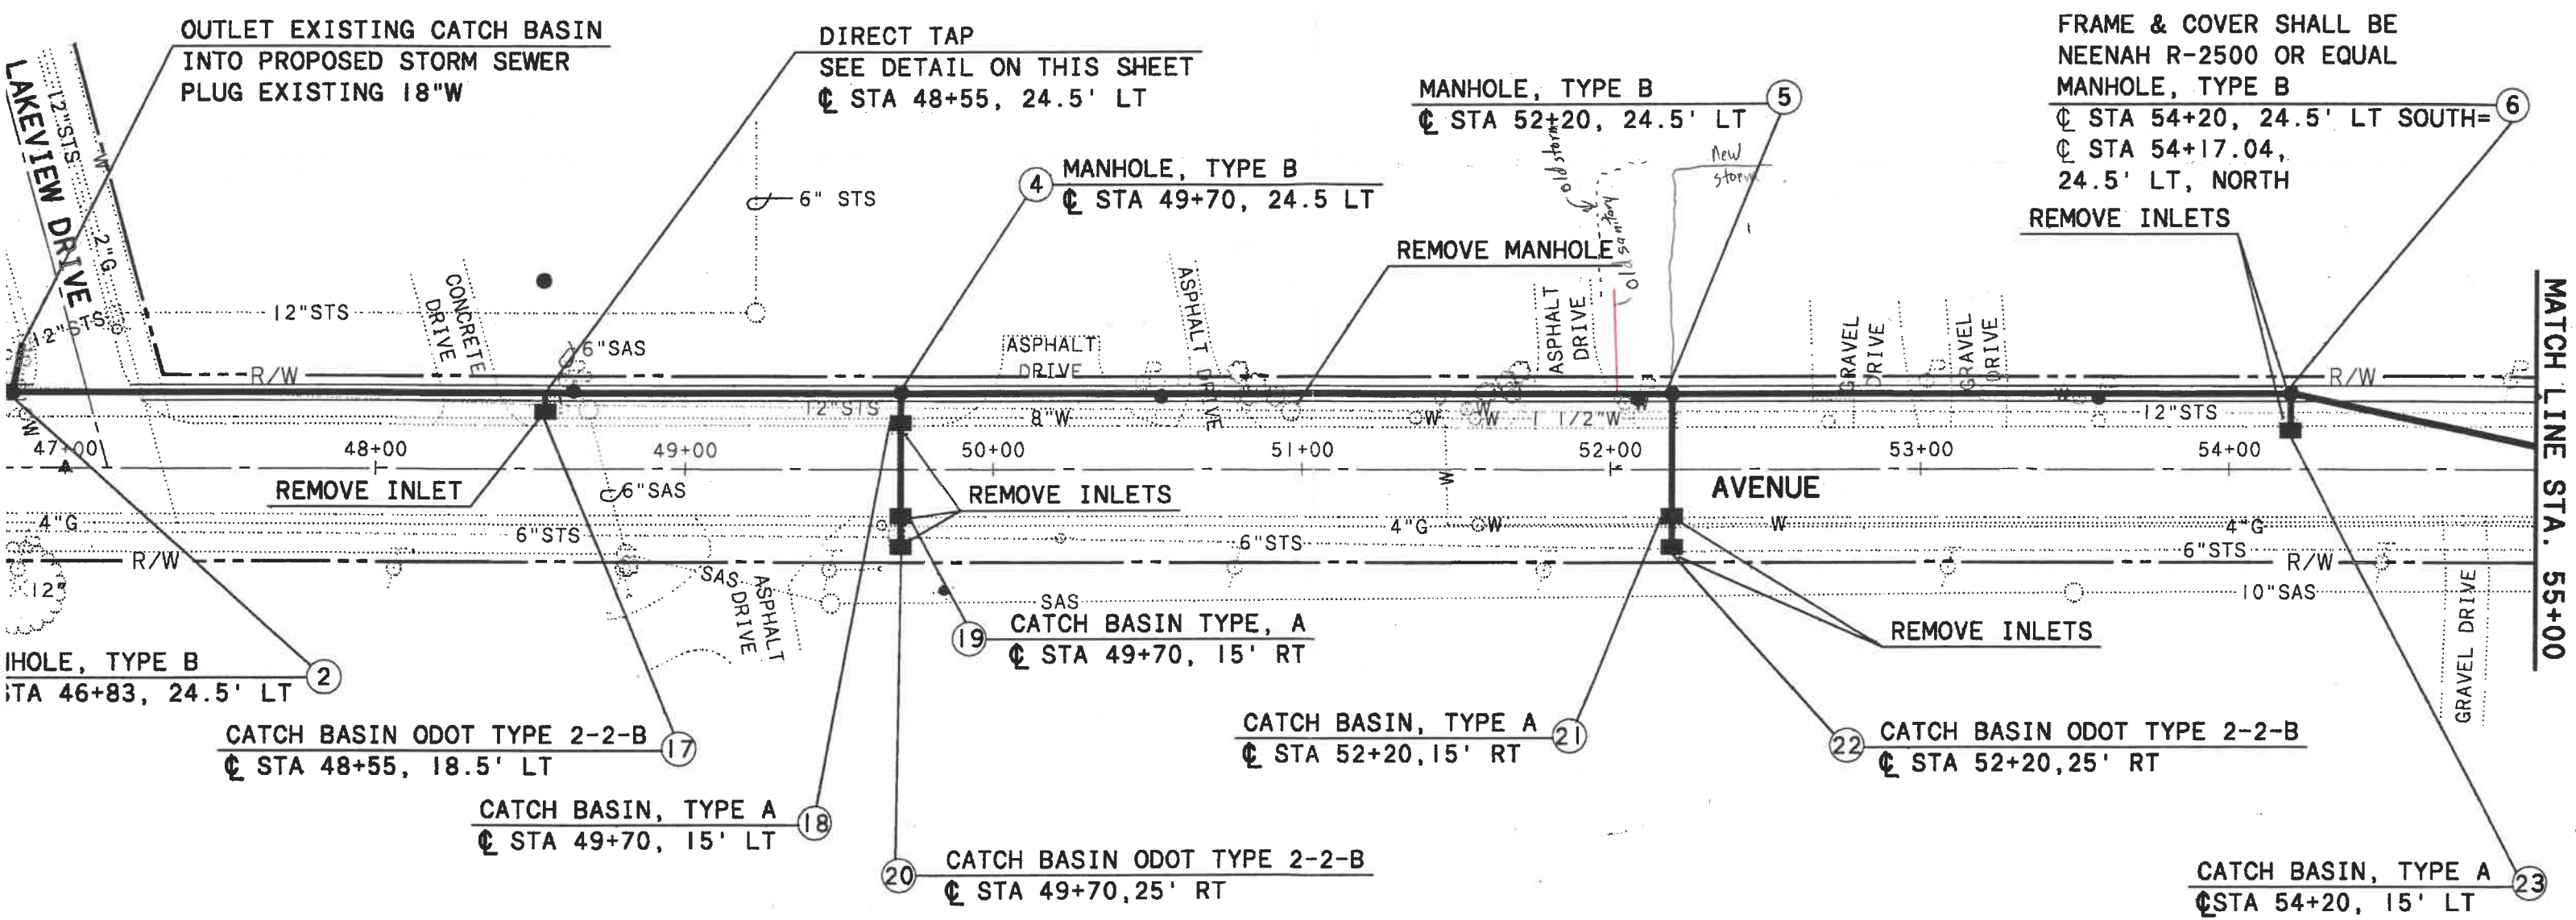 OUTLET EXISTING CATCH BASIN
INTO PROPOSED STORM SEWER
PLUG EXISTING 18"W
DIRECT TAP
SEE DETAIL ON THIS SHEET
℄ STA 48+55, 24.5' LT
MANHOLE, TYPE B
℄ STA 52+20, 24.5' LT
5
FRAME & COVER SHALL BE
NEENAH R-2500 OR EQUAL
MANHOLE, TYPE B
℄ STA 54+20, 24.5' LT SOUTH=
℄ STA 54+17.04,
24.5' LT, NORTH
6
4
MANHOLE, TYPE B
℄ STA 49+70, 24.5 LT
LAKEVIEW DRIVE
12"STS
W
2"G
6" STS
old storm
old sanitary
New
storm
REMOVE MANHOLE
REMOVE INLETS
12"STS
12"STS
CONCRETE
DRIVE
6"SAS
ASPHALT
DRIVE
ASPHALT
DRIVE
ASPHALT
DRIVE
GRAVEL
DRIVE
GRAVEL
DRIVE
R/W
R/W
12"STS
8"W
W
W
1 1/2"W
W
W
12"STS
W
47+00
48+00
49+00
50+00
51+00
52+00
53+00
54+00
MATCH LINE STA. 55+00
REMOVE INLET
6"SAS
REMOVE INLETS
W
AVENUE
4"G
6"STS
4"G
W
W
4"G
6"STS
6"STS
R/W
R/W
12"
SAS
ASPHALT
DRIVE
SAS
10"SAS
GRAVEL DRIVE
19
CATCH BASIN TYPE, A
℄ STA 49+70, 15' RT
REMOVE INLETS
IHOLE, TYPE B
STA 46+83, 24.5' LT
2
CATCH BASIN ODOT TYPE 2-2-B
℄ STA 48+55, 18.5' LT
17
CATCH BASIN, TYPE A
℄ STA 52+20,15' RT
21
22
CATCH BASIN ODOT TYPE 2-2-B
℄ STA 52+20,25' RT
CATCH BASIN, TYPE A
℄ STA 49+70, 15' LT
18
20
CATCH BASIN ODOT TYPE 2-2-B
℄ STA 49+70,25' RT
CATCH BASIN, TYPE A
℄STA 54+20, 15' LT
23